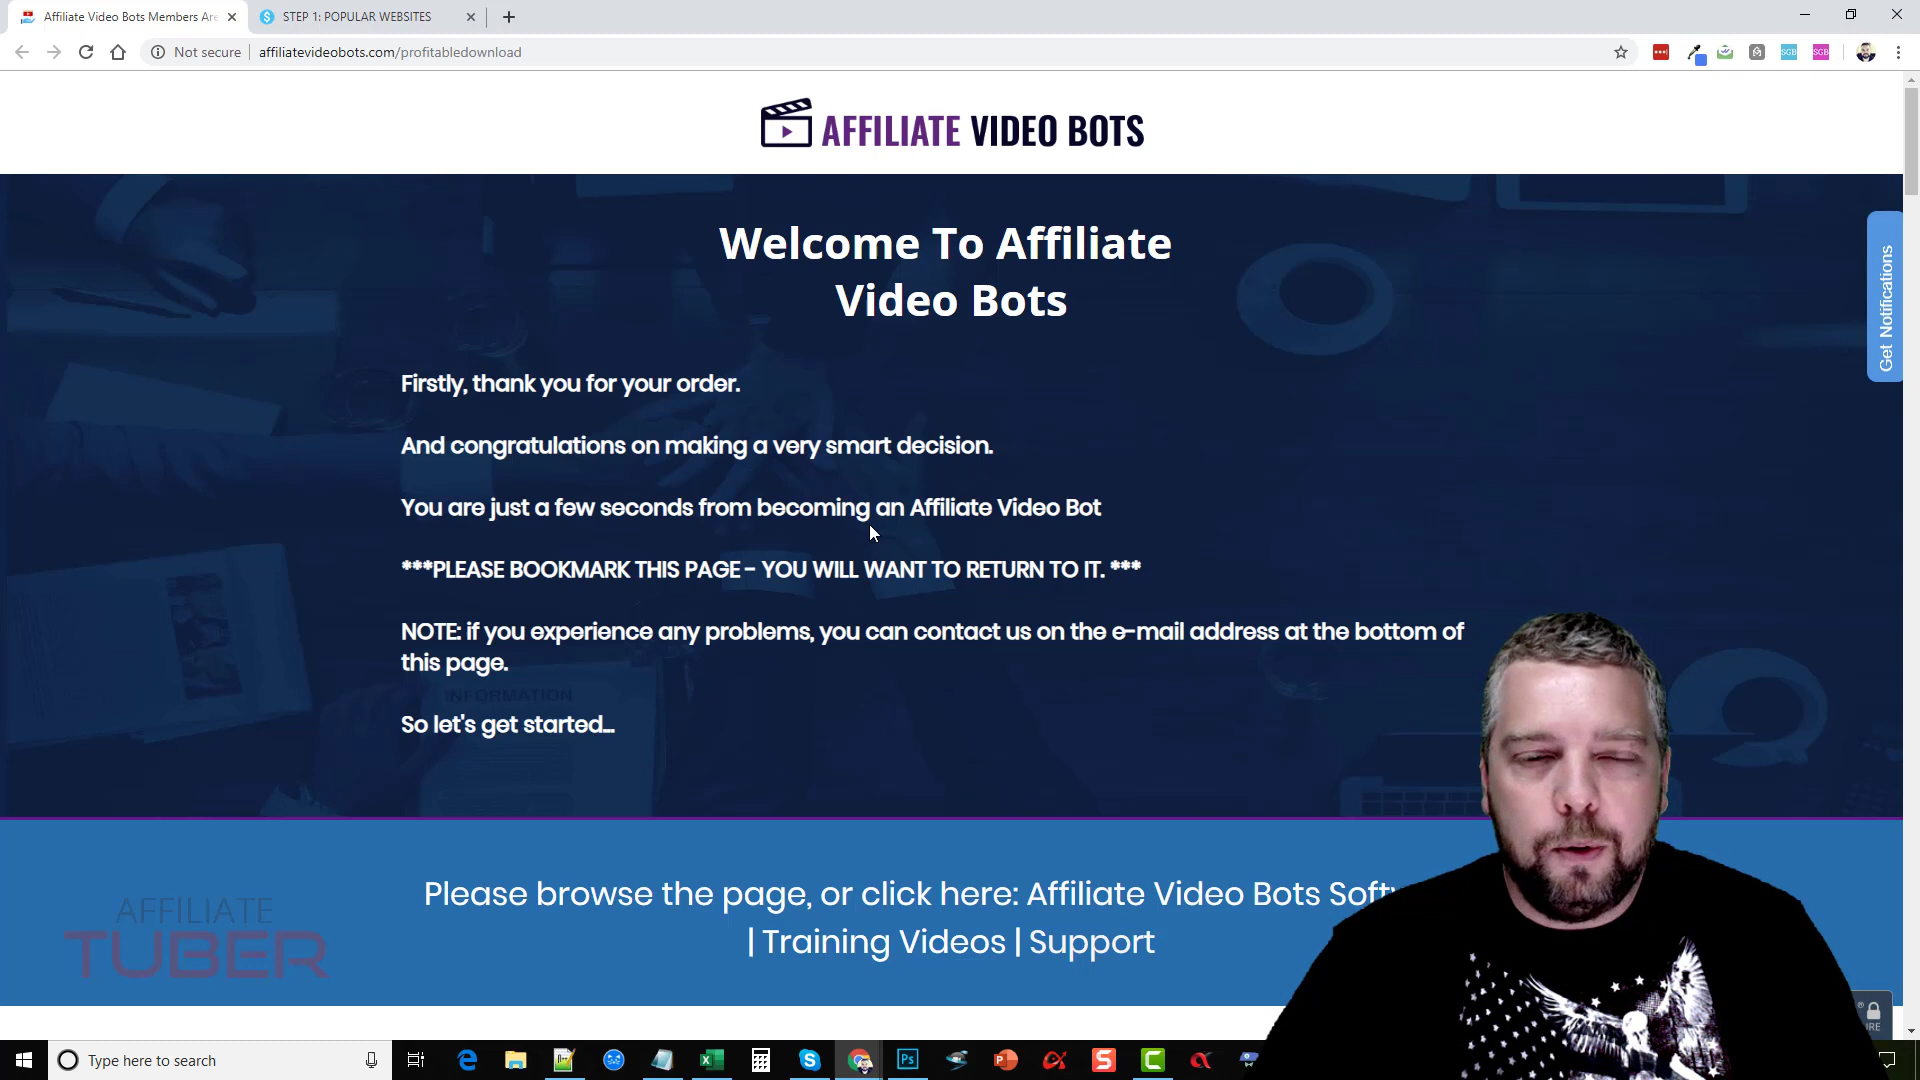 Affiliate Video Bots Members Are
STEP 1: POPULAR WEBSITES
Not secure
affiliatevideobots.com/profitabledownload
SGB
SGB
AFFILIATE VIDEO BOTS
Welcome To Affiliate
Video Bots
Get Notifications
Firstly, thank you for your order.
And congratulations on making a very smart decision.
You are just a few seconds from becoming an Affiliate Video Bot
***PLEASE BOOKMARK THIS PAGE - YOU WILL WANT TO RETURN TO IT. ***
NOTE: if you experience any problems, you can contact us on the e-mail address at the bottom of
this page.
INFORMATION
So let's get started...
Please browse the page, or click here: Affiliate Video Bots Soft
| Training Videos | Support
AFFILIATE
TUBER
Type here to search
Ps